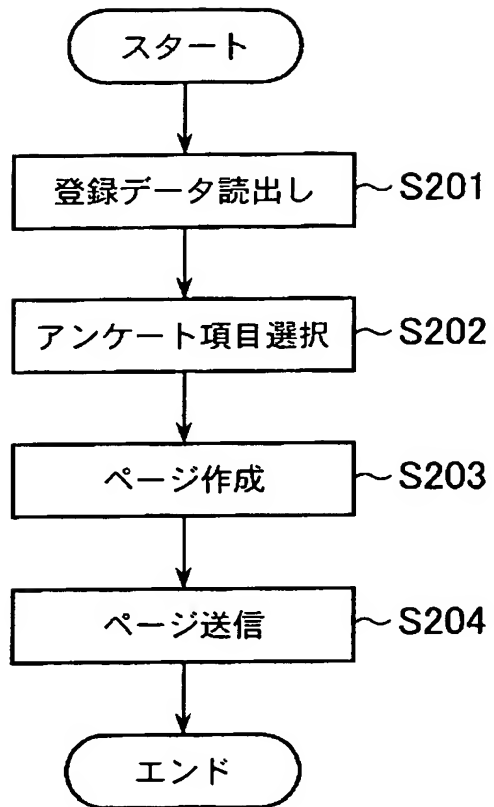 スタート
登録データ読出し ~S201
アンケート項目選択 ~S202
ページ作成 ~S203
ページ送信 ~S204
エンド